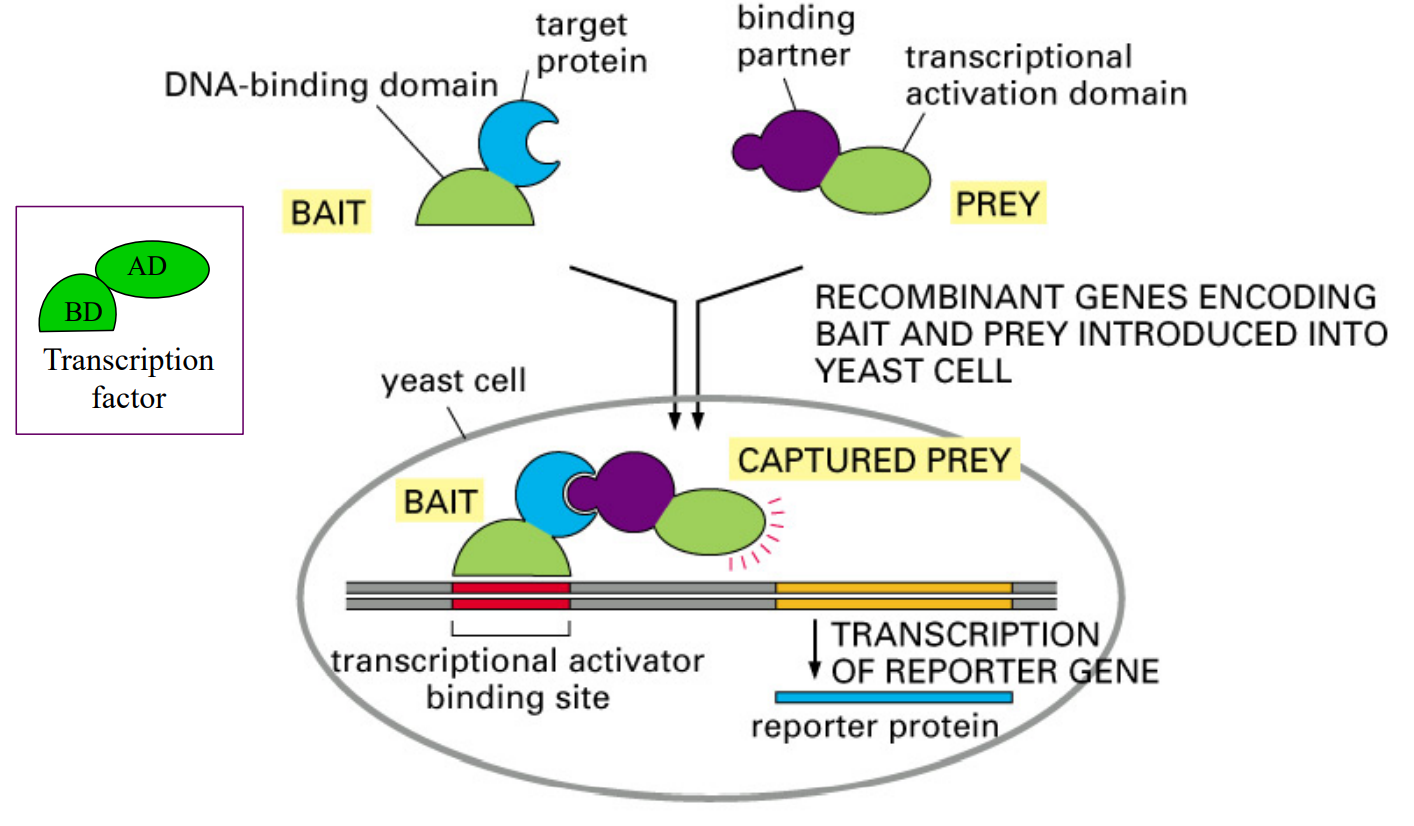 target
protein
DNA-binding domain
BAIT
binding
partner
transcriptional
activation domain
PREY
AD
BD
Transcription
factor
RECOMBINANT GENES ENCODING
BAIT AND PREY INTRODUCED INTO
YEAST CELL
yeast cell
CAPTURED PREY
BAIT
transcriptional activator
binding site
TRANSCRIPTION
OF REPORTER GENE
reporter protein